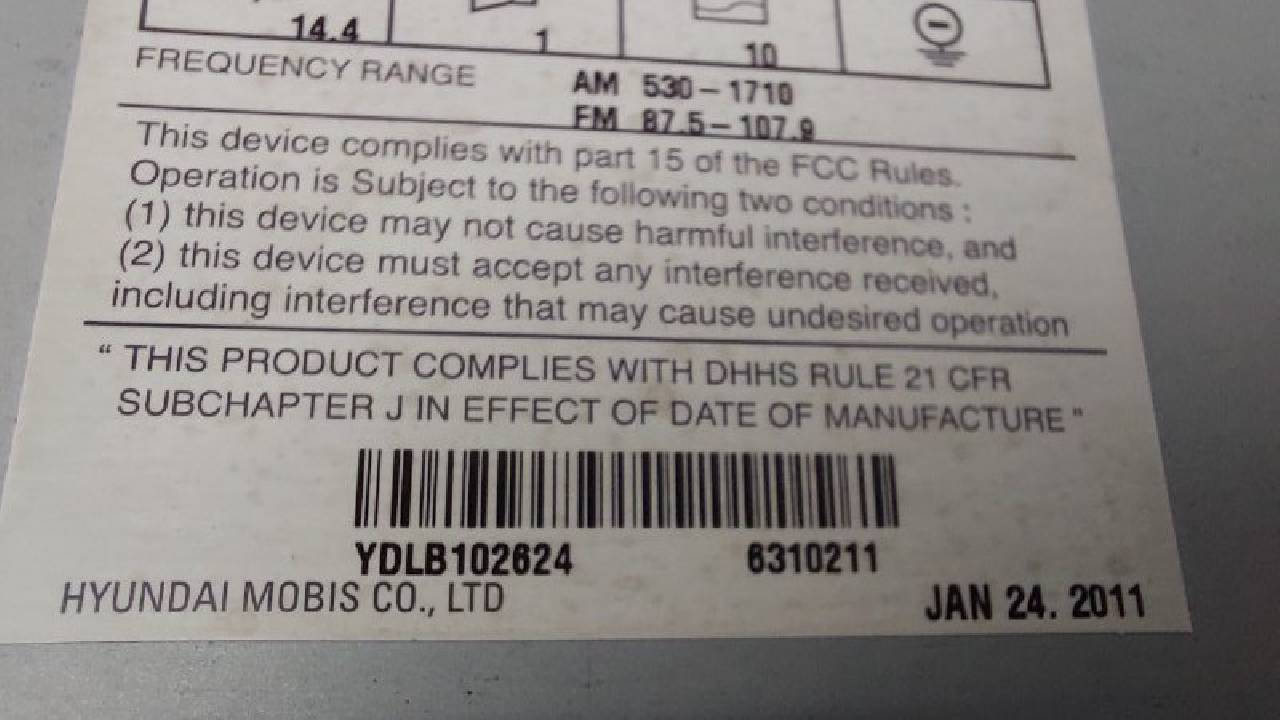 14.4 1 10
FREQUENCY RANGE AM 530-1710
FM 87.5-107.9
This device complies with part 15 of the FCC Rules.
Operation is Subject to the following two conditions :
(1) this device may not cause harmful interference, and
(2) this device must accept any interference received,
including interference that may cause undesired operation
“ THIS PRODUCT COMPLIES WITH DHHS RULE 21 CFR
SUBCHAPTER J IN EFFECT OF DATE OF MANUFACTURE "
YDLB102624 6310211
HYUNDAI MOBIS CO., LTD JAN 24. 2011